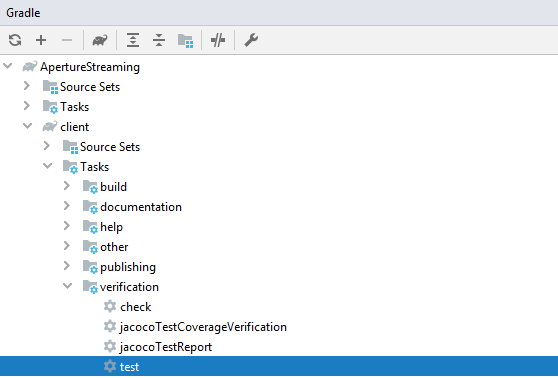 Gradle
ApertureStreaming
Source Sets
Tasks
client
Source Sets
Tasks
build
documentation
help
other
publishing
verification
check
jacocoTestCoverageVerification
jacocoTestReport
test